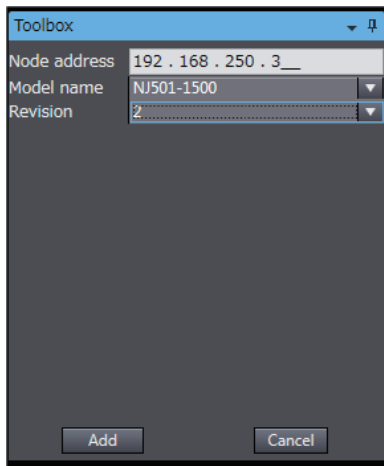 Toolbox
Node address 192 . 168 . 250 . 3__
Model name NJ501-1500
Revision 2
Add Cancel